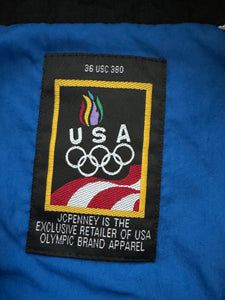 36 USC 380
USA
JCPENNEY IS THE
EXCLUSIVE RETAILER OF USA
OLYMPIC BRAND APPAREL